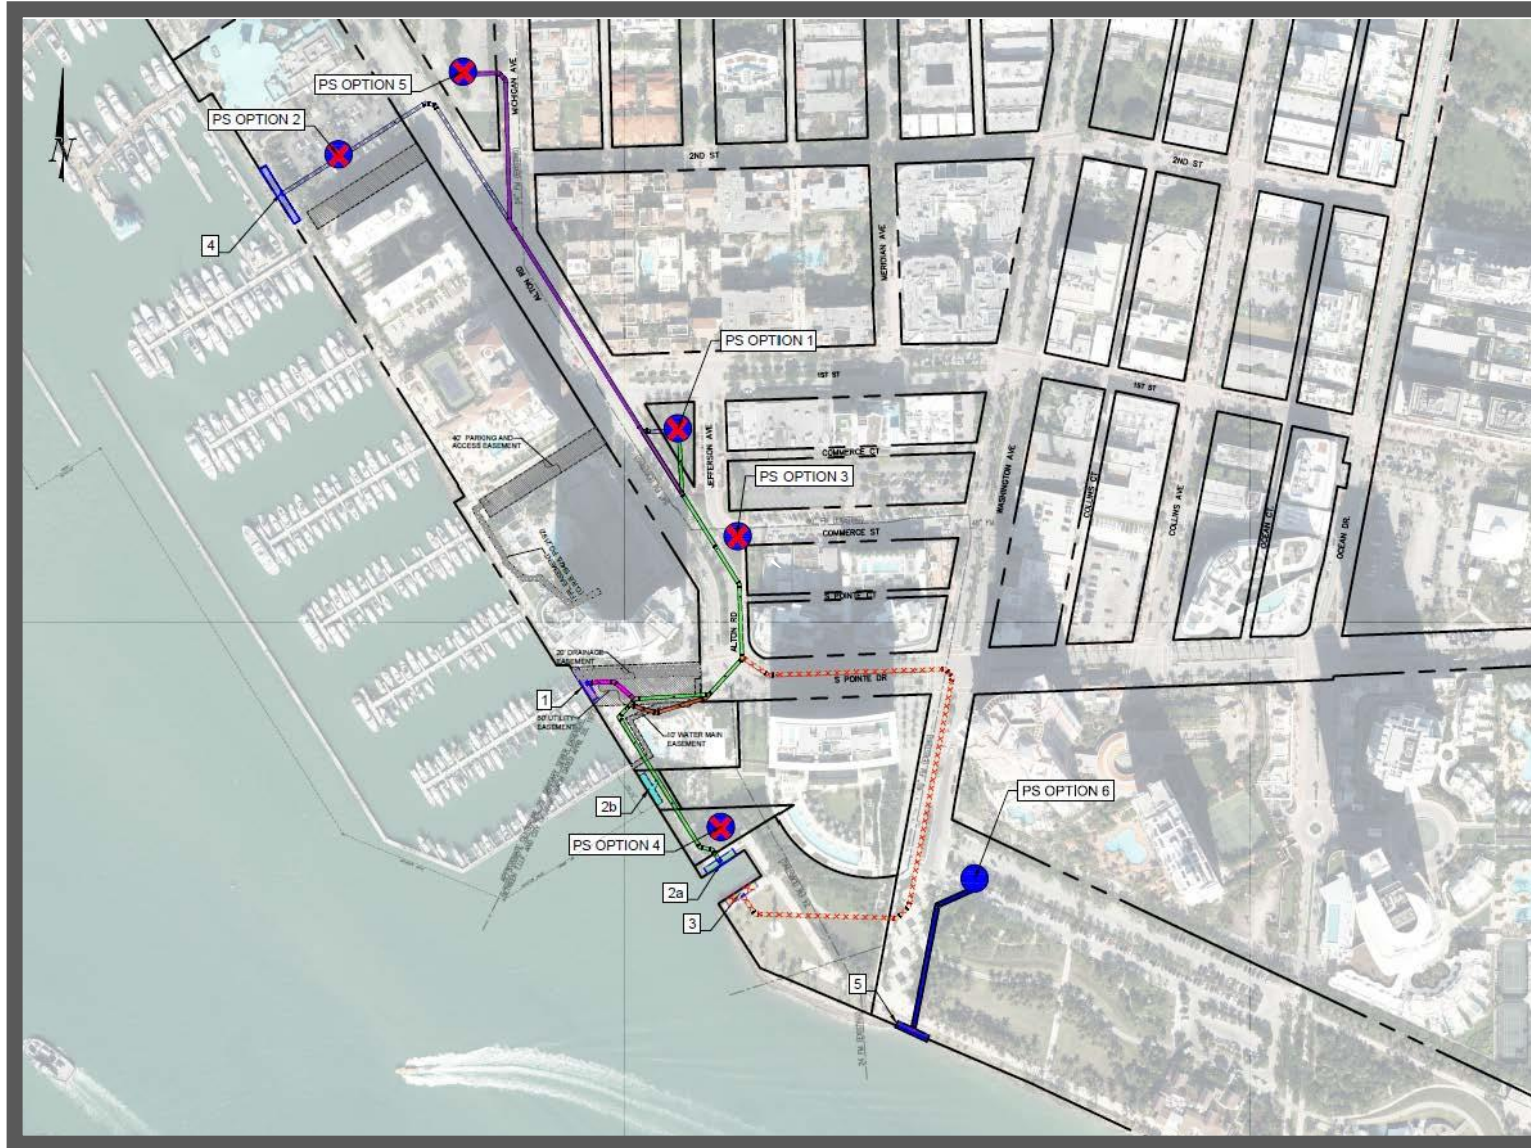 PS OPTION 5
MICHIGAN AVE
PS OPTION 2
N
2ND ST
2ND ST
4
ALTON RD
MERIDIAN AVE
PS OPTION 1
1ST ST
1ST ST
40' PARKING AND
ACCESS EASEMENT
JEFFERSON AVE
COMMERCE CT
PS OPTION 3
WASHINGTON AVE
COLLINS CT
COLLINS AVE
OCEAN CT.
OCEAN DR.
COMMERCE ST
S POINTE CT
ALTON RD
20' DRAINAGE
EASEMENT
S POINTE DR
1
50' UTILITY
EASEMENT
10' WATER MAIN
EASEMENT
2b
PS OPTION 6
PS OPTION 4
2a
3
5